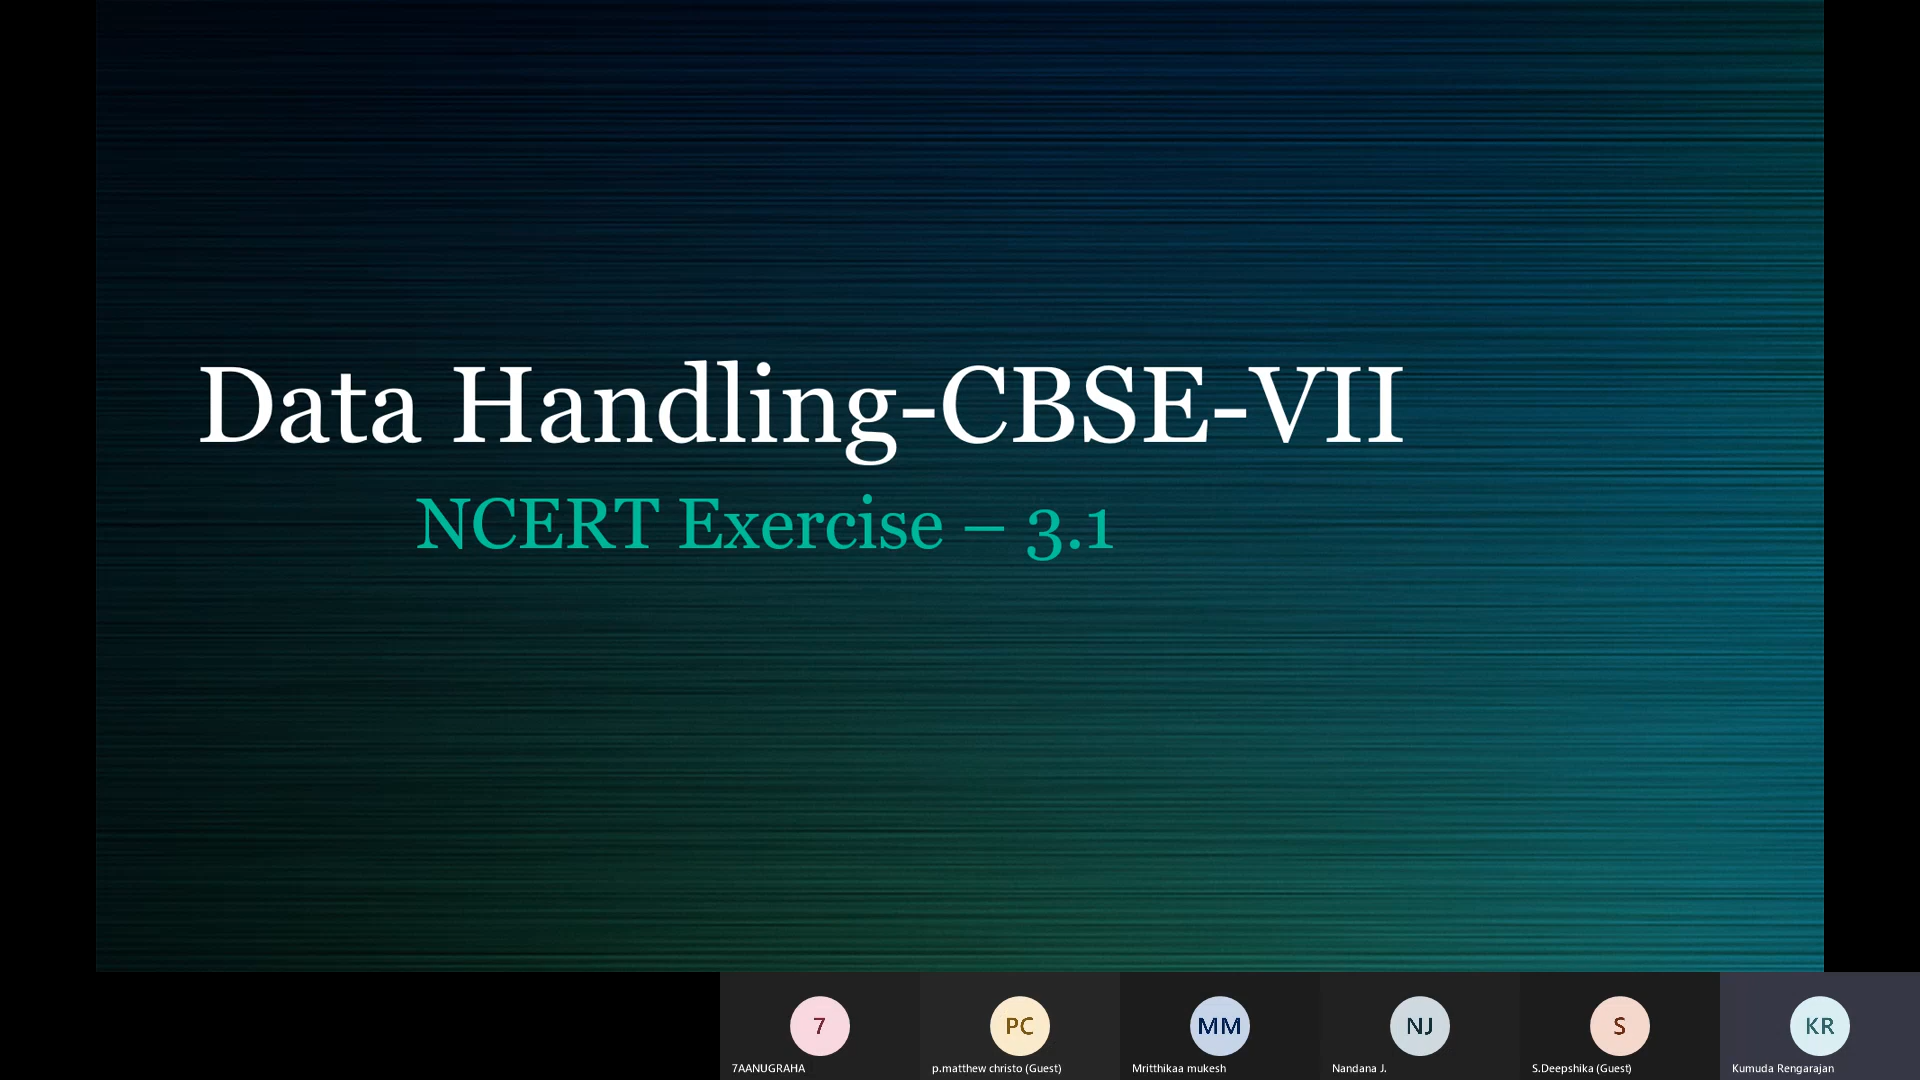 Data Handling-CBSE-VII
NCERT Exercise – 3.1
7
PC
MM
NJ
S
KR
7AANUGRAHA
p.matthew christo (Guest)
Mritthikaa mukesh
Nandana J.
S.Deepshika (Guest)
Kumuda Rengarajan